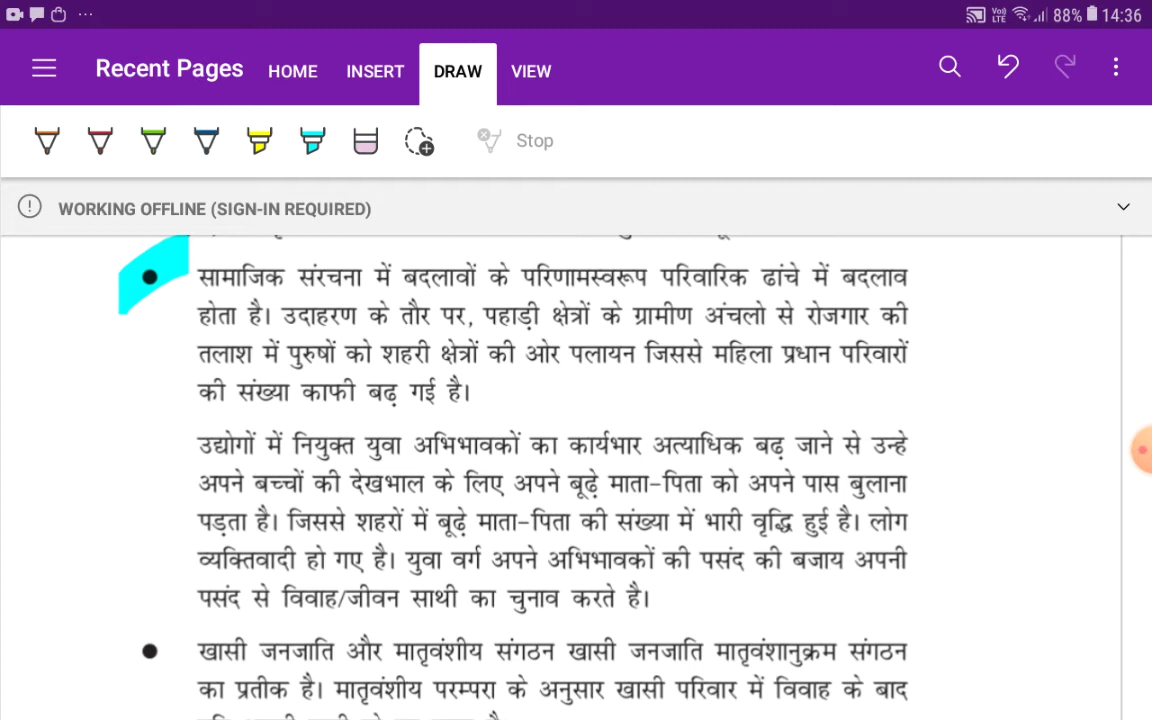 88% 14:36
Recent Pages HOME INSERT DRAW VIEW
Stop
WORKING OFFLINE (SIGN-IN REQUIRED)
सामाजिक संरचना में बदलावों के परिणामस्वरूप परिवारिक ढांचे में बदलाव
होता है। उदाहरण के तौर पर, पहाड़ी क्षेत्रों के ग्रामीण अंचलो से रोजगार की
तलाश में पुरुषों को शहरी क्षेत्रों की ओर पलायन जिससे महिला प्रधान परिवारों
की संख्या काफी बढ़ गई है।
उद्योगों में नियुक्त युवा अभिभावकों का कार्यभार अत्याधिक बढ़ जाने से उन्हे
अपने बच्चों की देखभाल के लिए अपने बूढ़े माता-पिता को अपने पास बुलाना
पड़ता है। जिससे शहरों में बूढ़े माता-पिता की संख्या में भारी वृद्धि हुई है। लोग
व्यक्तिवादी हो गए है। युवा वर्ग अपने अभिभावकों की पसंद की बजाय अपनी
पसंद से विवाह/जीवन साथी का चुनाव करते है।
खासी जनजाति और मातृवंशीय संगठन खासी जनजाति मातृवंशानुक्रम संगठन
का प्रतीक है। मातृवंशीय परम्परा के अनुसार खासी परिवार में विवाह के बाद